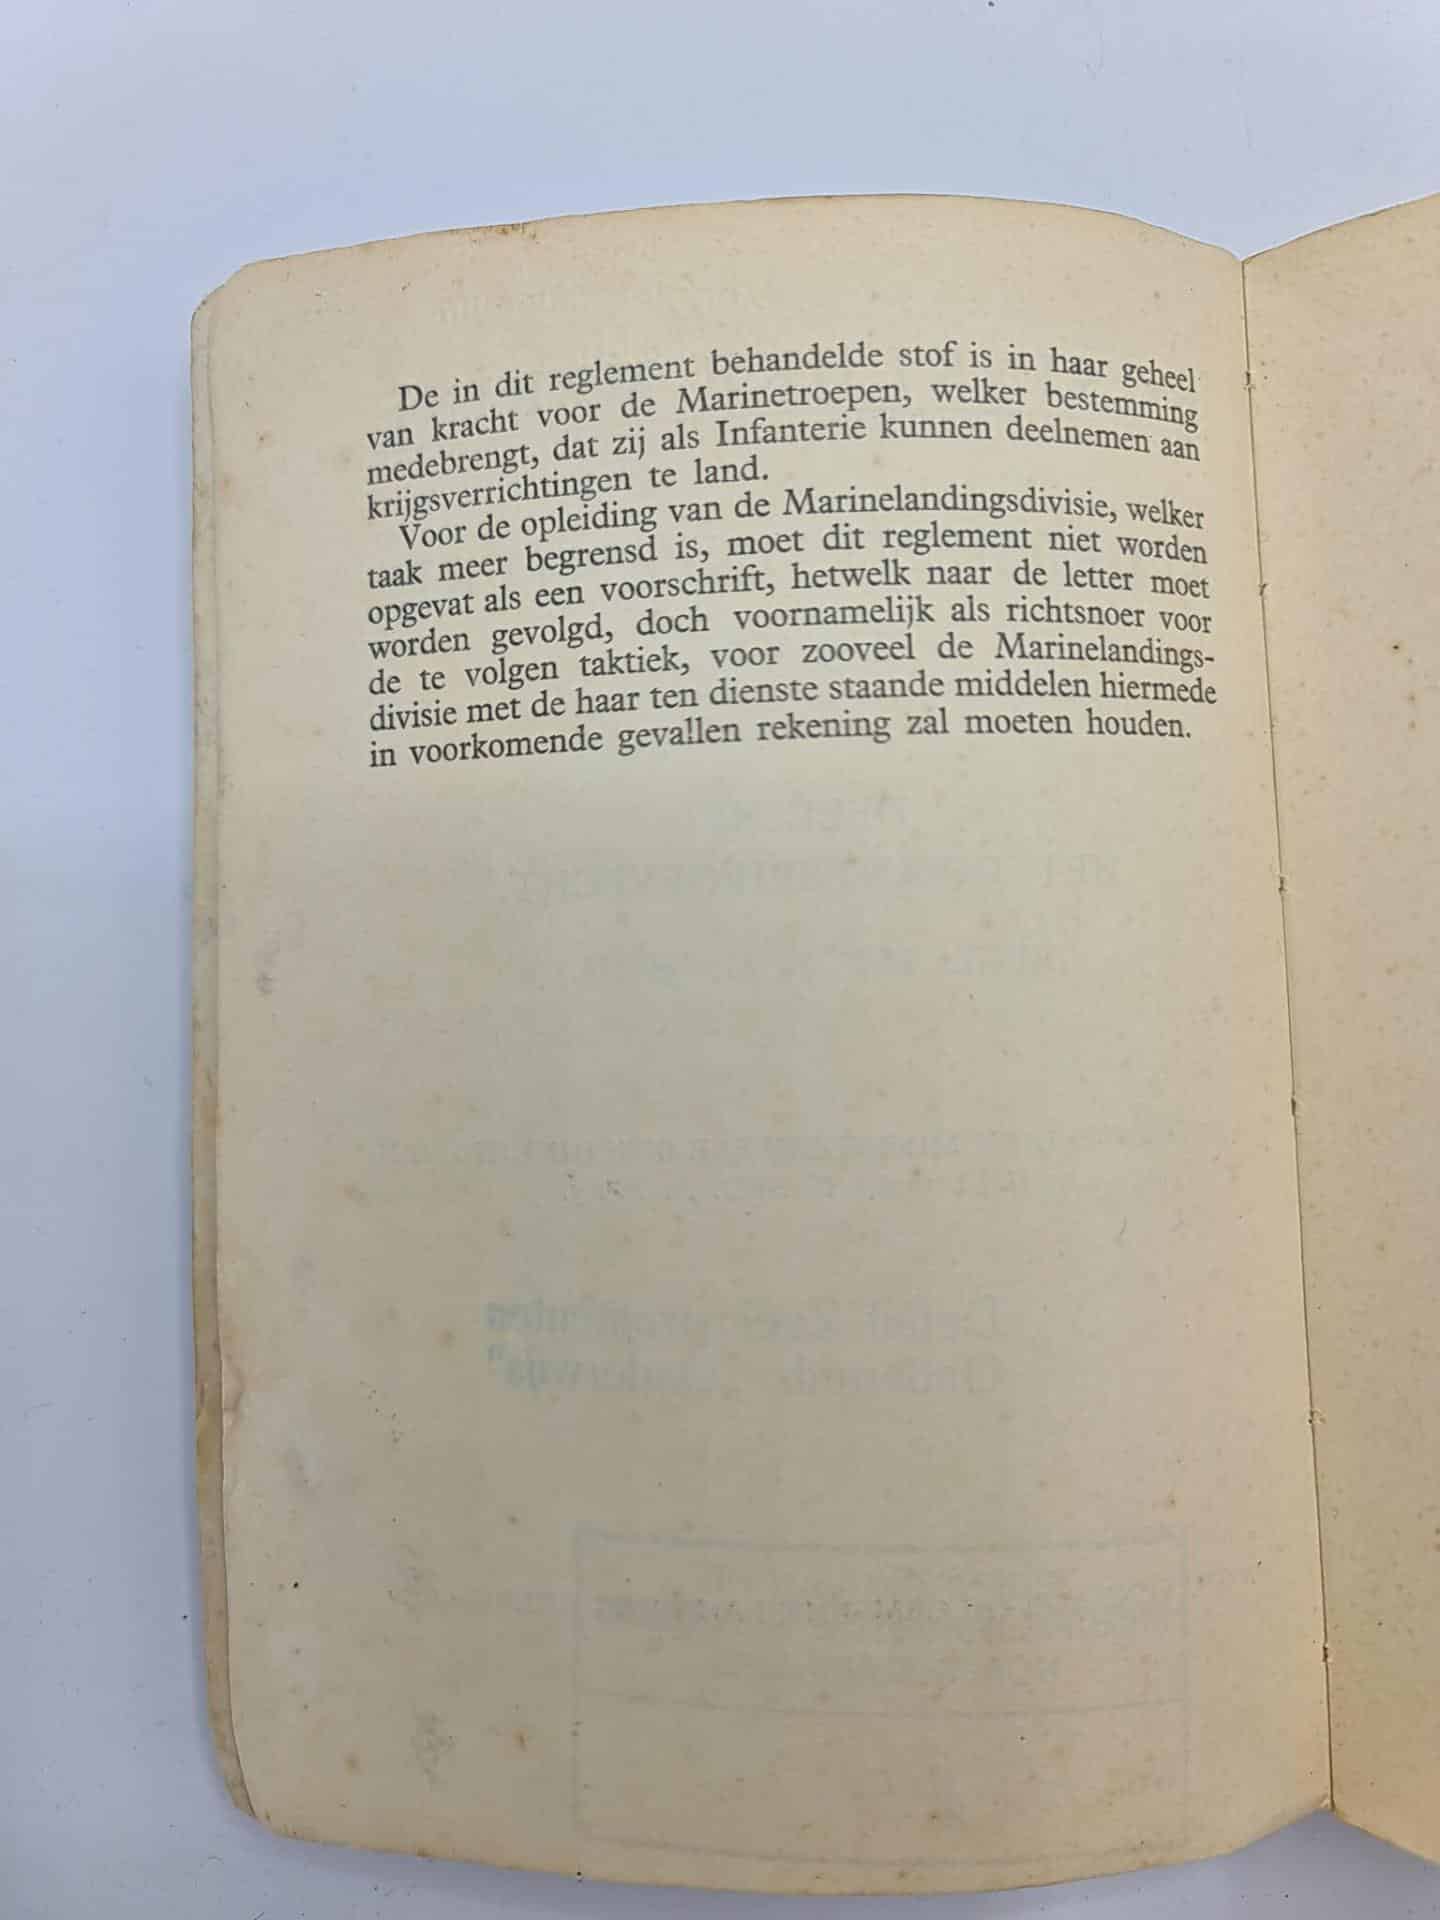 De in dit reglement behandelde stof is in haar geheel
van kracht voor de Marinetroepen, welker bestemming
medebrengt, dat zij als Infanterie kunnen deelnemen aan
krijgsverrichtingen te land.
Voor de opleiding van de Marinelandingsdivisie, welker
taak meer begrensd is, moet dit reglement niet worden
opgevat als een voorschrift, hetwelk naar de letter moet
worden gevolgd, doch voornamelijk als richtsnoer voor
de te volgen taktiek, voor zooveel de Marinelandings-
divisie met de haar ten dienste staande middelen hiermede
in voorkomende gevallen rekening zal moeten houden.